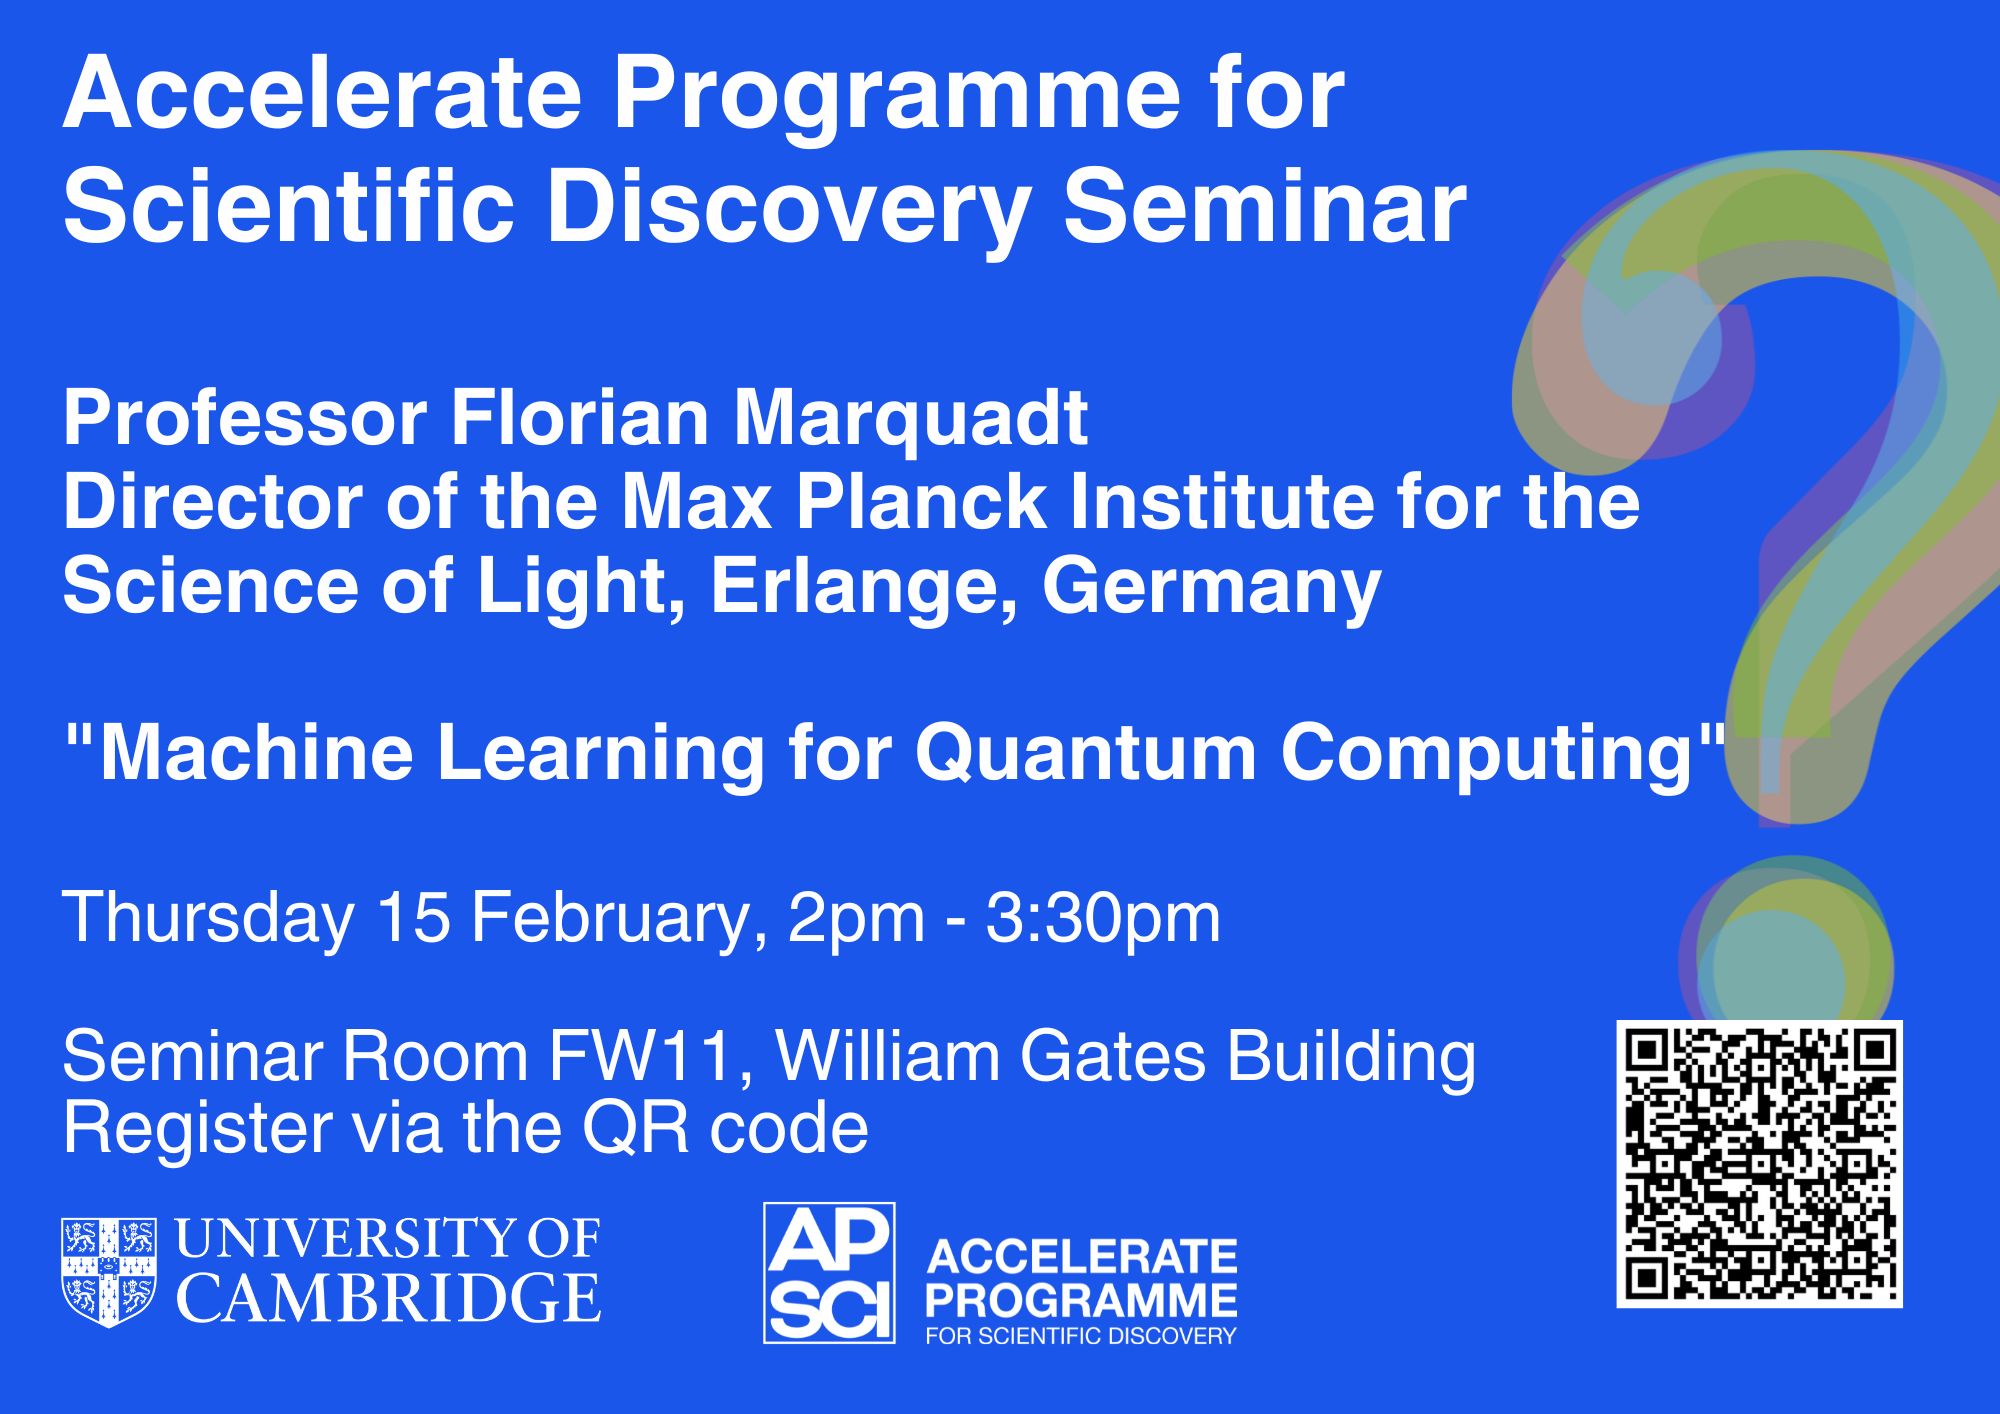 Accelerate Programme for
Scientific Discovery Seminar
Professor Florian Marquadt
Director of the Max Planck Institute for the
Science of Light, Erlange, Germany
"Machine Learning for Quantum Computing"
Thursday 15 February, 2pm - 3:30pm
Seminar Room FW11, William Gates Building
Register via the QR code
UNIVERSITY OF
CAMBRIDGE
AP
SCI
ACCELERATE
PROGRAMME
FOR SCIENTIFIC DISCOVERY